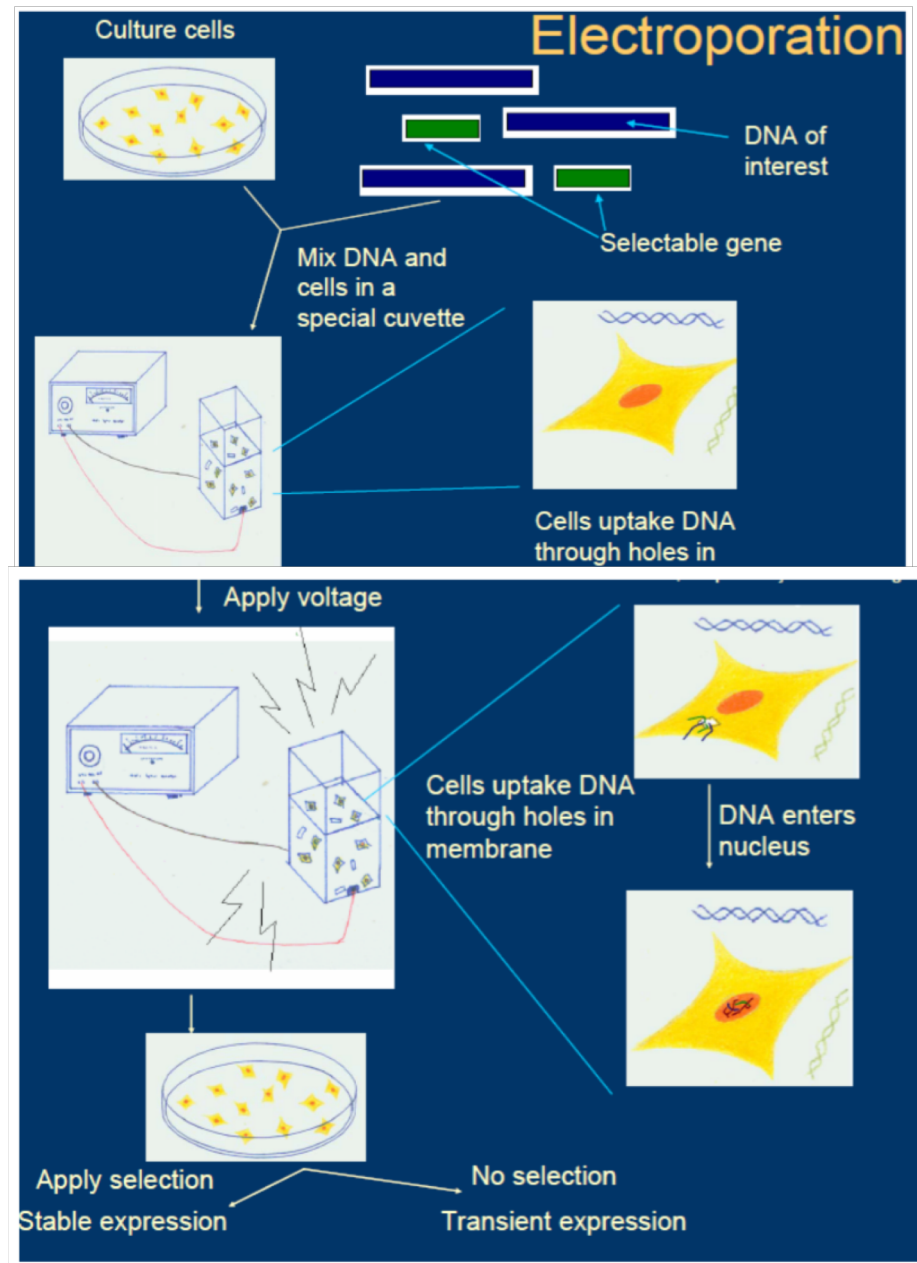 Culture cells
Electroporation
DNA of
interest
Selectable gene
Mix DNA and
cells in a
special cuvette
Cells uptake DNA
through holes in
Apply voltage
Cells uptake DNA
through holes in
membrane
DNA enters
nucleus
Apply selection
No selection
Stable expression
Transient expression